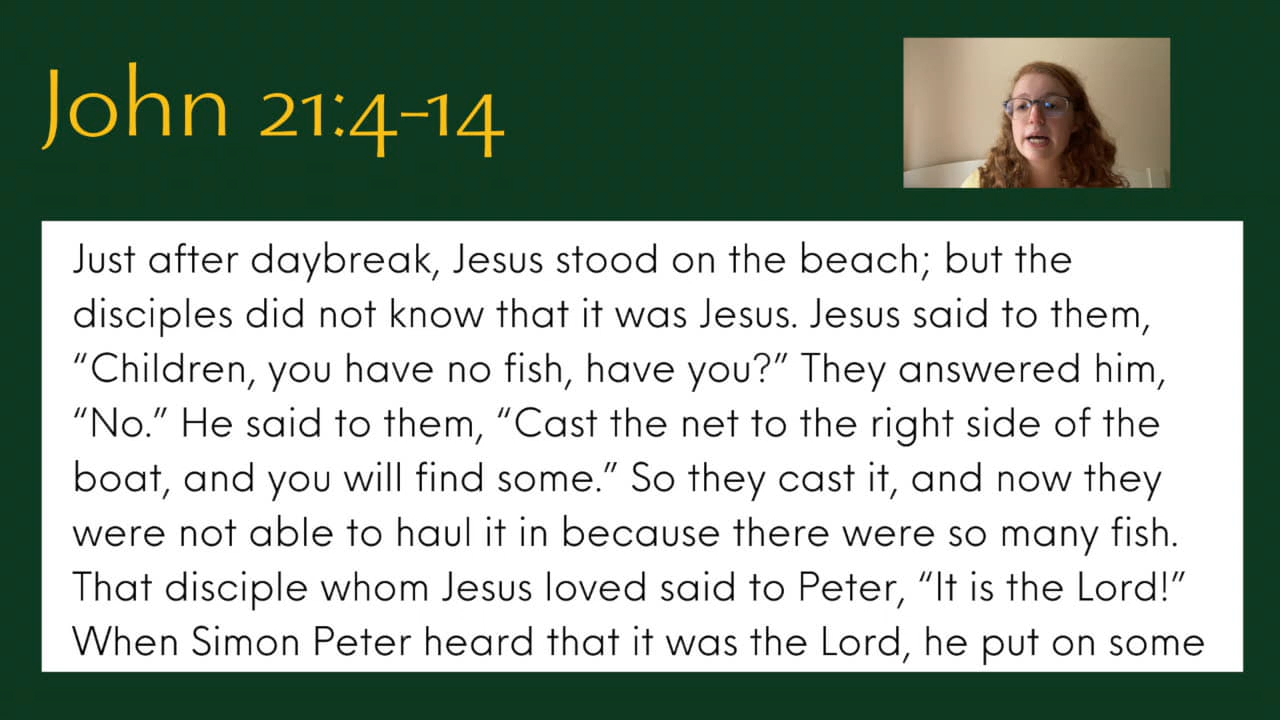 John 21:4-14
Just after daybreak, Jesus stood on the beach; but the
disciples did not know that it was Jesus. Jesus said to them,
“Children, you have no fish, have you?” They answered him,
“No.” He said to them, “Cast the net to the right side of the
boat, and you will find some.” So they cast it, and now they
were not able to haul it in because there were so many fish.
That disciple whom Jesus loved said to Peter, “It is the Lord!”
When Simon Peter heard that it was the Lord, he put on some